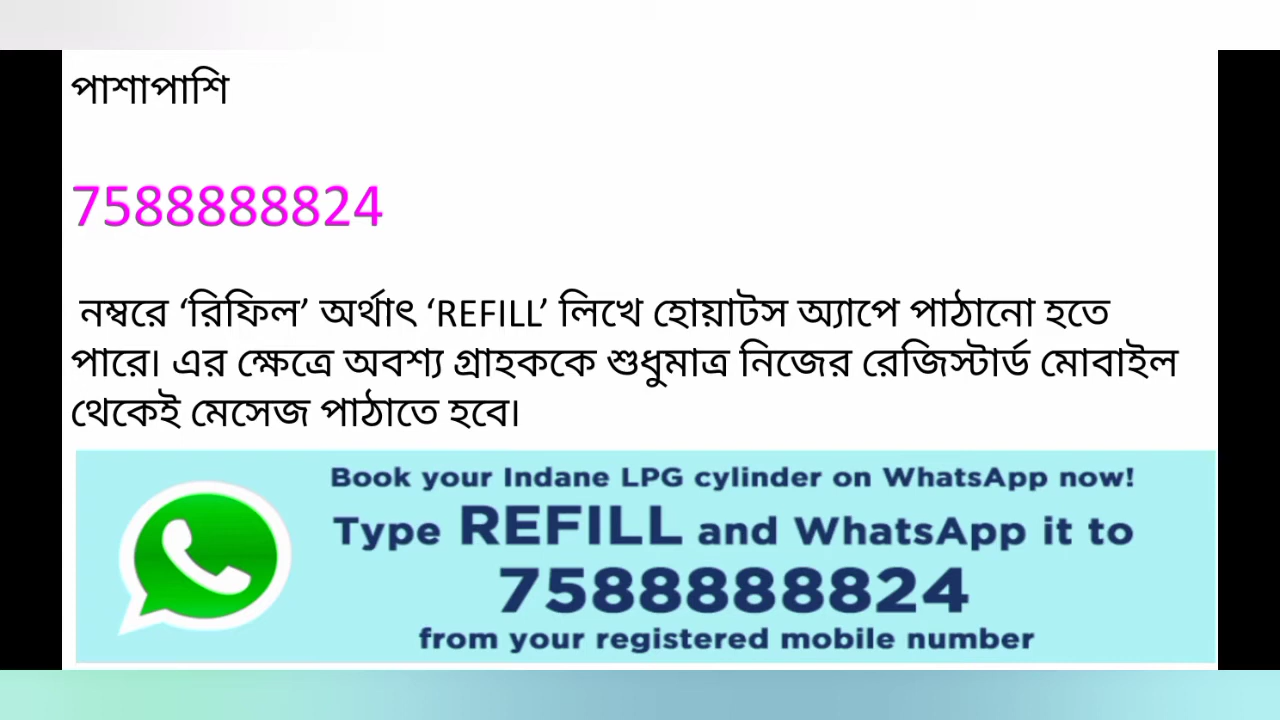 পাশাপাশি
7588888824
নম্বরে ‘রিফিল’ অর্থাৎ ‘REFILL’ লিখে হোয়াটস অ্যাপে পাঠানো হতে
পারে। এর ক্ষেত্রে অবশ্য গ্রাহককে শুধুমাত্র নিজের রেজিস্টার্ড মোবাইল
থেকেই মেসেজ পাঠাতে হবে।
Book your Indane LPG cylinder on WhatsApp now!
Type REFILL and WhatsApp it to
7588888824
from your registered mobile number